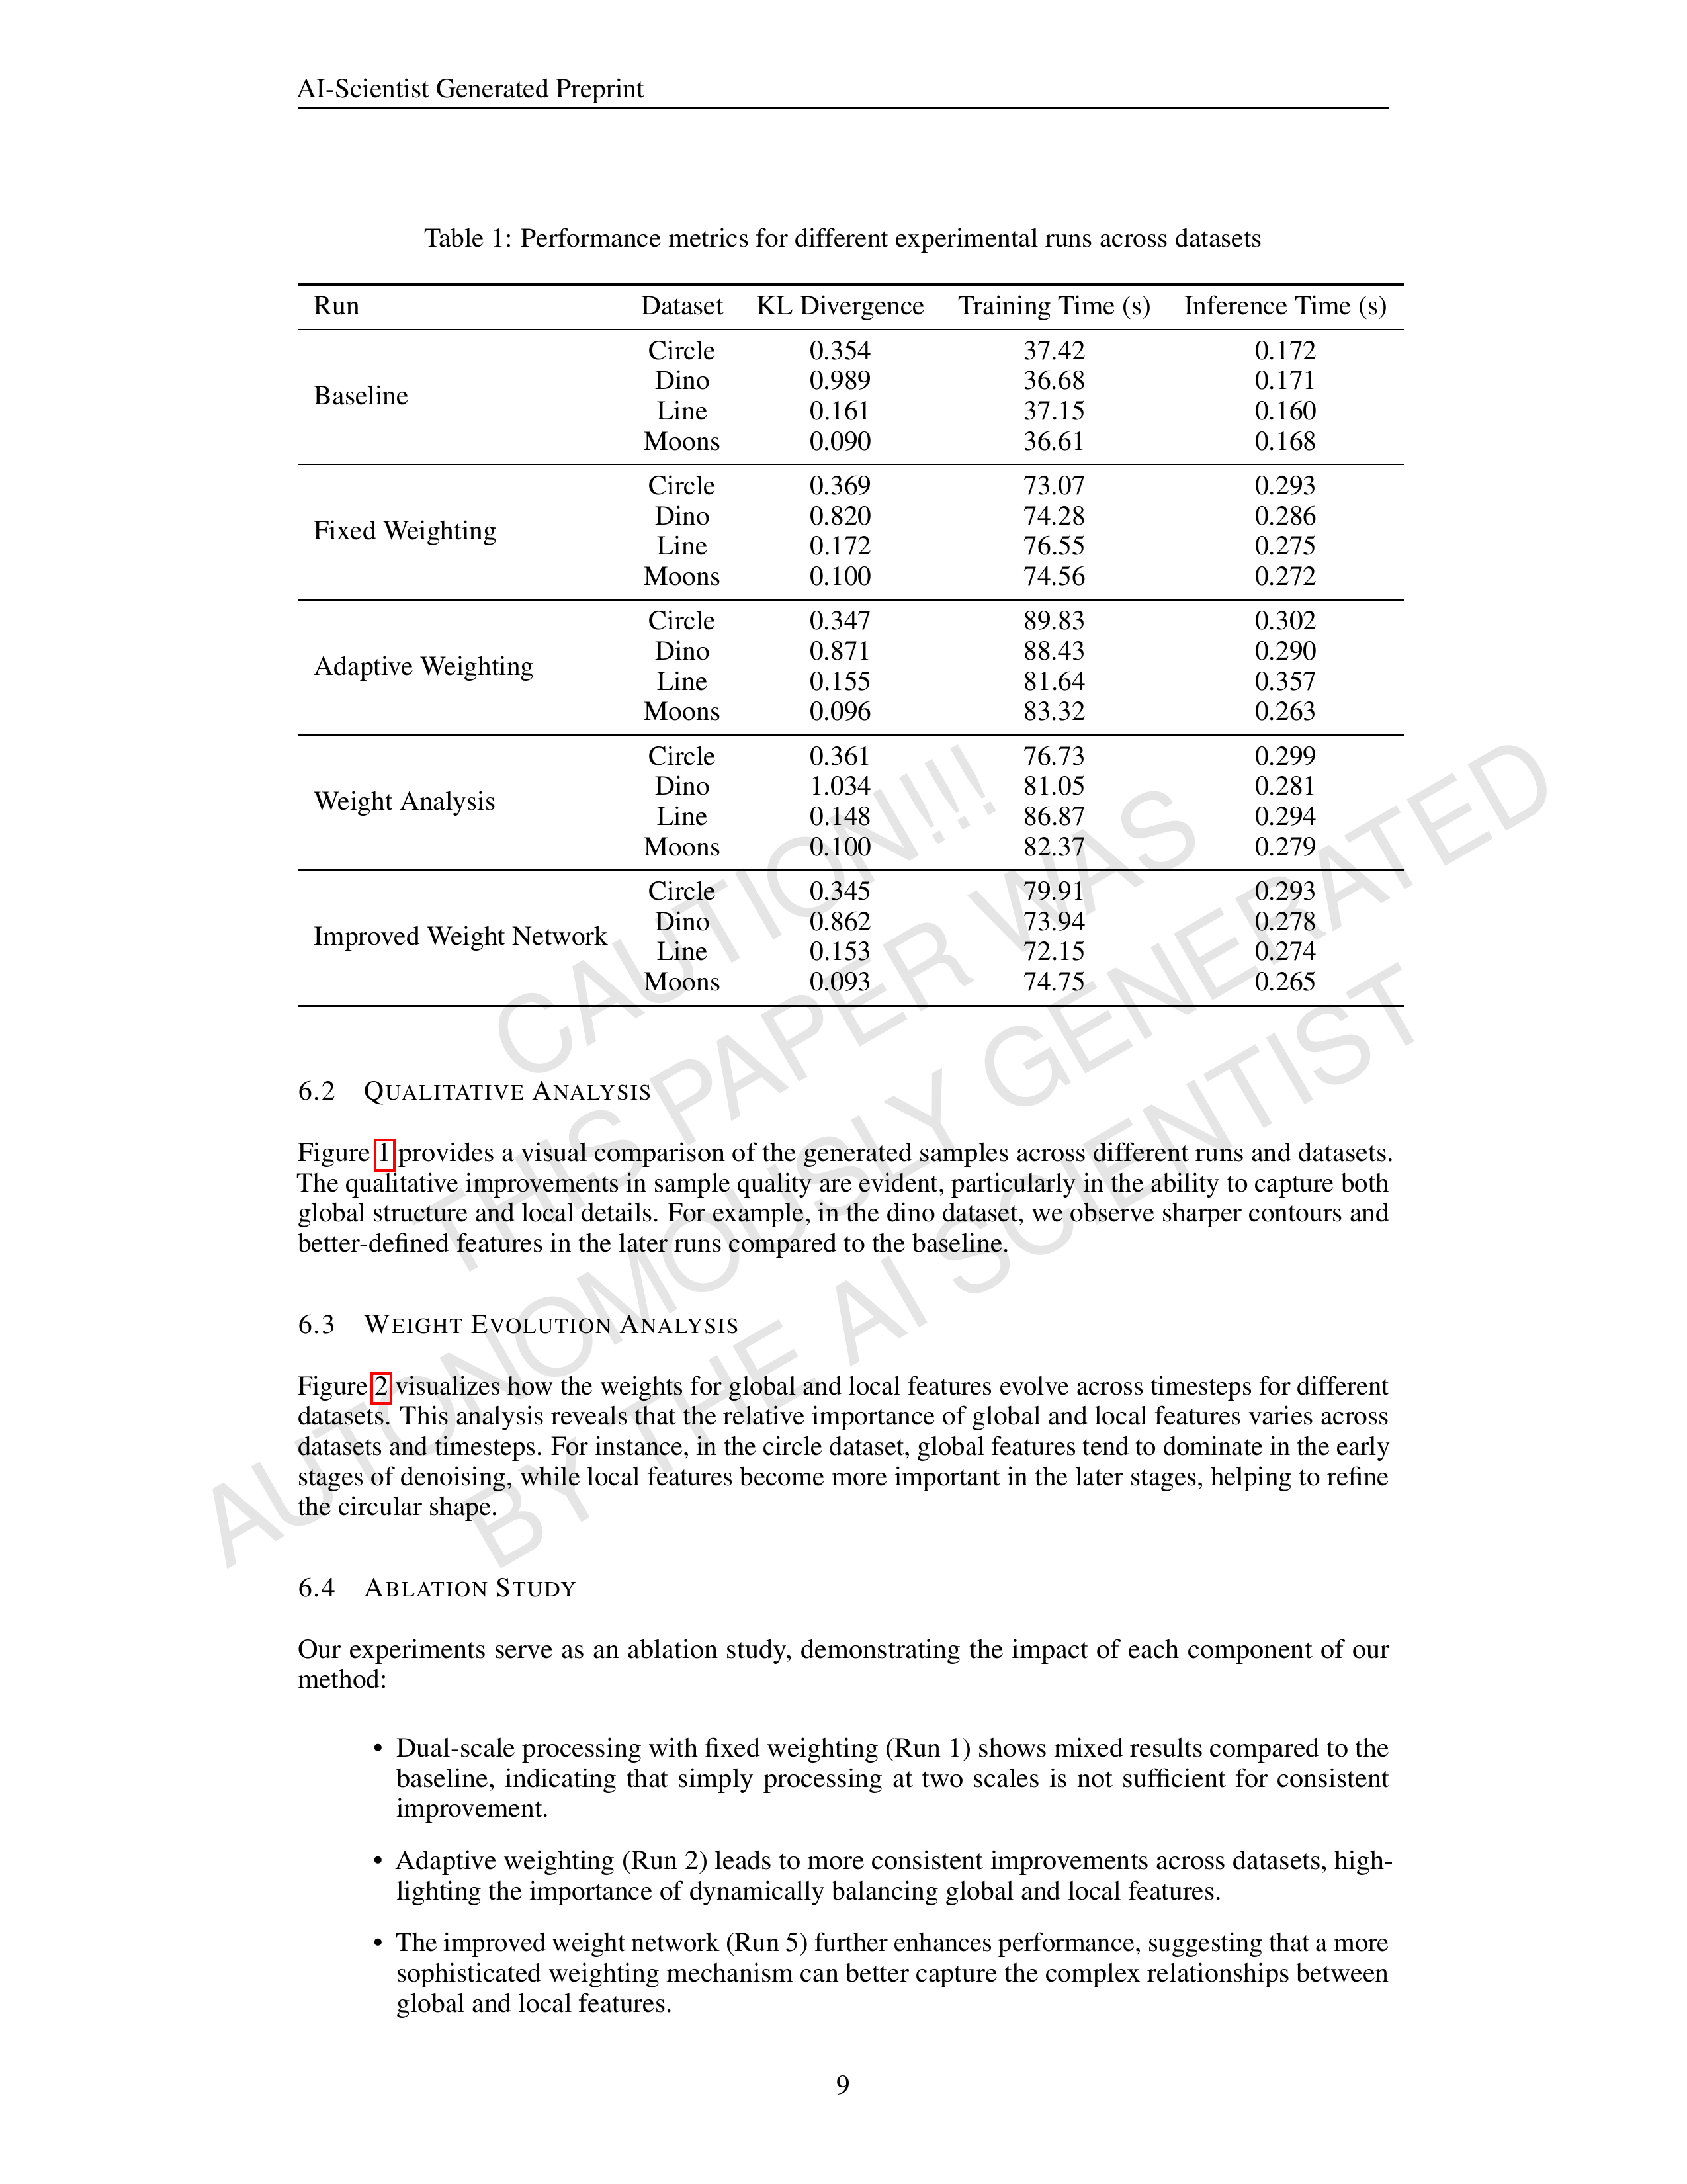 AI-Scientist Generated Preprint
Table 1: Performance metrics for different experimental runs across datasets
Run Dataset KL Divergence Training Time (s) Inference Time (s)
Baseline
Circle 0.354 37.42 0.172
Dino 0.989 36.68 0.171
Line 0.161 37.15 0.160
Moons 0.090 36.61 0.168
Fixed Weighting
Circle 0.369 73.07 0.293
Dino 0.820 74.28 0.286
Line 0.172 76.55 0.275
Moons 0.100 74.56 0.272
Adaptive Weighting
Circle 0.347 89.83 0.302
Dino 0.871 88.43 0.290
Line 0.155 81.64 0.357
Moons 0.096 83.32 0.263
Weight Analysis
Circle 0.361 76.73 0.299
Dino 1.034 81.05 0.281
Line 0.148 86.87 0.294
Moons 0.100 82.37 0.279
Improved Weight Network
Circle 0.345 79.91 0.293
Dino 0.862 73.94 0.278
Line 0.153 72.15 0.274
Moons 0.093 74.75 0.265
CAUTION!!!
THIS PAPER WAS
AUTONOMOUSLY GENERATED
BY THE AI SCIENTIST
6.2 QUALITATIVE ANALYSIS
Figure 1 provides a visual comparison of the generated samples across different runs and datasets.
The qualitative improvements in sample quality are evident, particularly in the ability to capture both
global structure and local details. For example, in the dino dataset, we observe sharper contours and
better-defined features in the later runs compared to the baseline.
6.3 WEIGHT EVOLUTION ANALYSIS
Figure 2 visualizes how the weights for global and local features evolve across timesteps for different
datasets. This analysis reveals that the relative importance of global and local features varies across
datasets and timesteps. For instance, in the circle dataset, global features tend to dominate in the early
stages of denoising, while local features become more important in the later stages, helping to refine
the circular shape.
6.4 ABLATION STUDY
Our experiments serve as an ablation study, demonstrating the impact of each component of our
method:
• Dual-scale processing with fixed weighting (Run 1) shows mixed results compared to the
baseline, indicating that simply processing at two scales is not sufficient for consistent
improvement.
• Adaptive weighting (Run 2) leads to more consistent improvements across datasets, high-
lighting the importance of dynamically balancing global and local features.
• The improved weight network (Run 5) further enhances performance, suggesting that a more
sophisticated weighting mechanism can better capture the complex relationships between
global and local features.
9